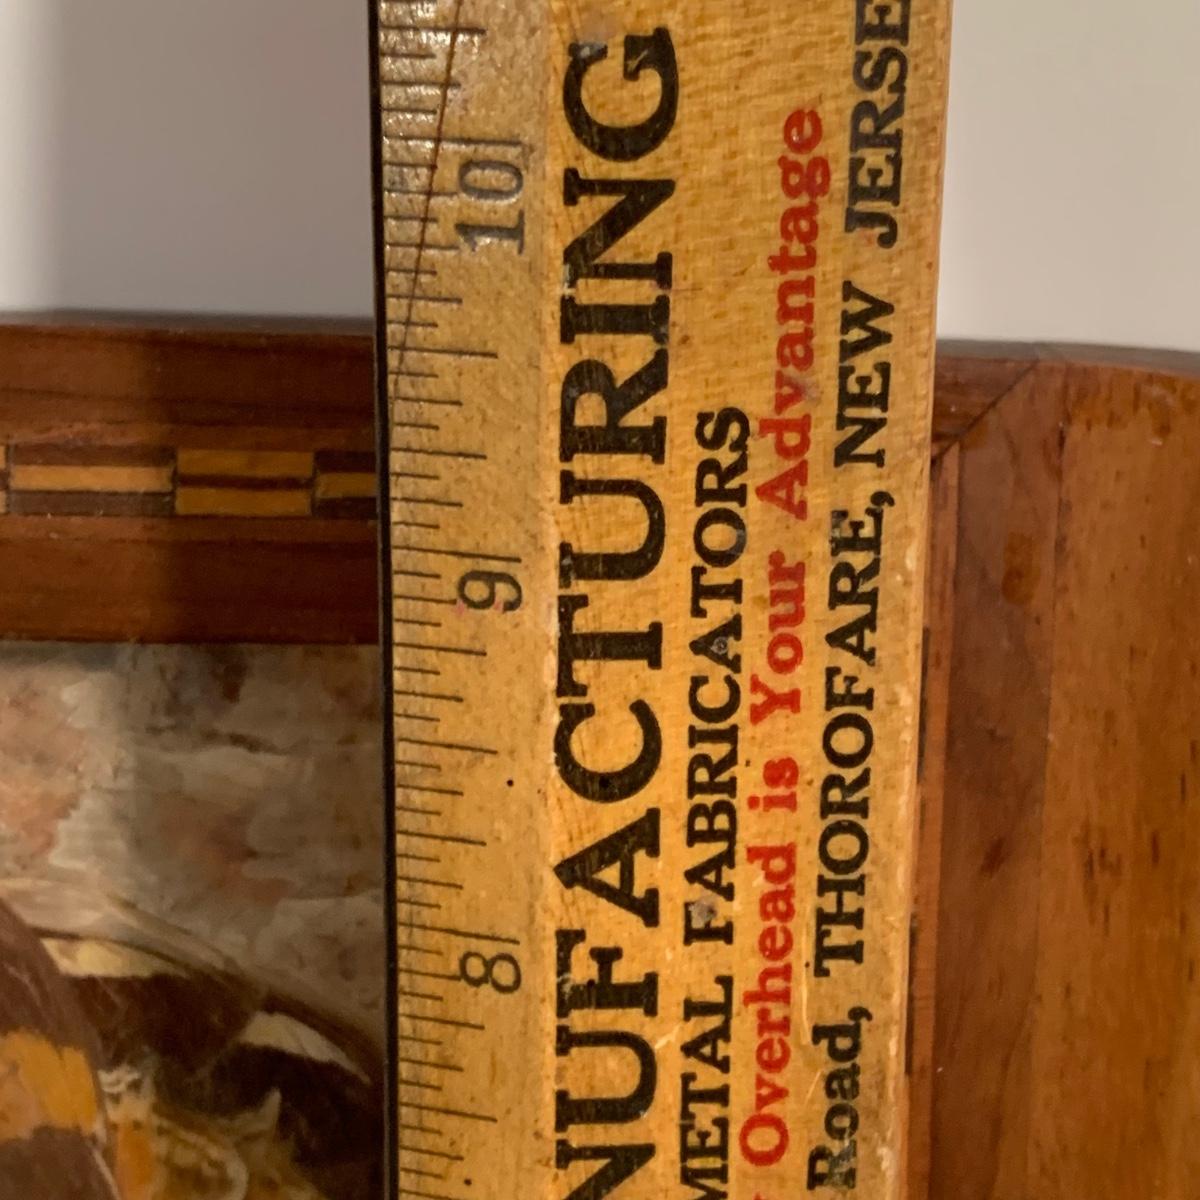 10
9
8
NUFACTURING
METAL FABRICATORS
Overhead is Your Advantage
Road, THOROFARE, NEW JERSE